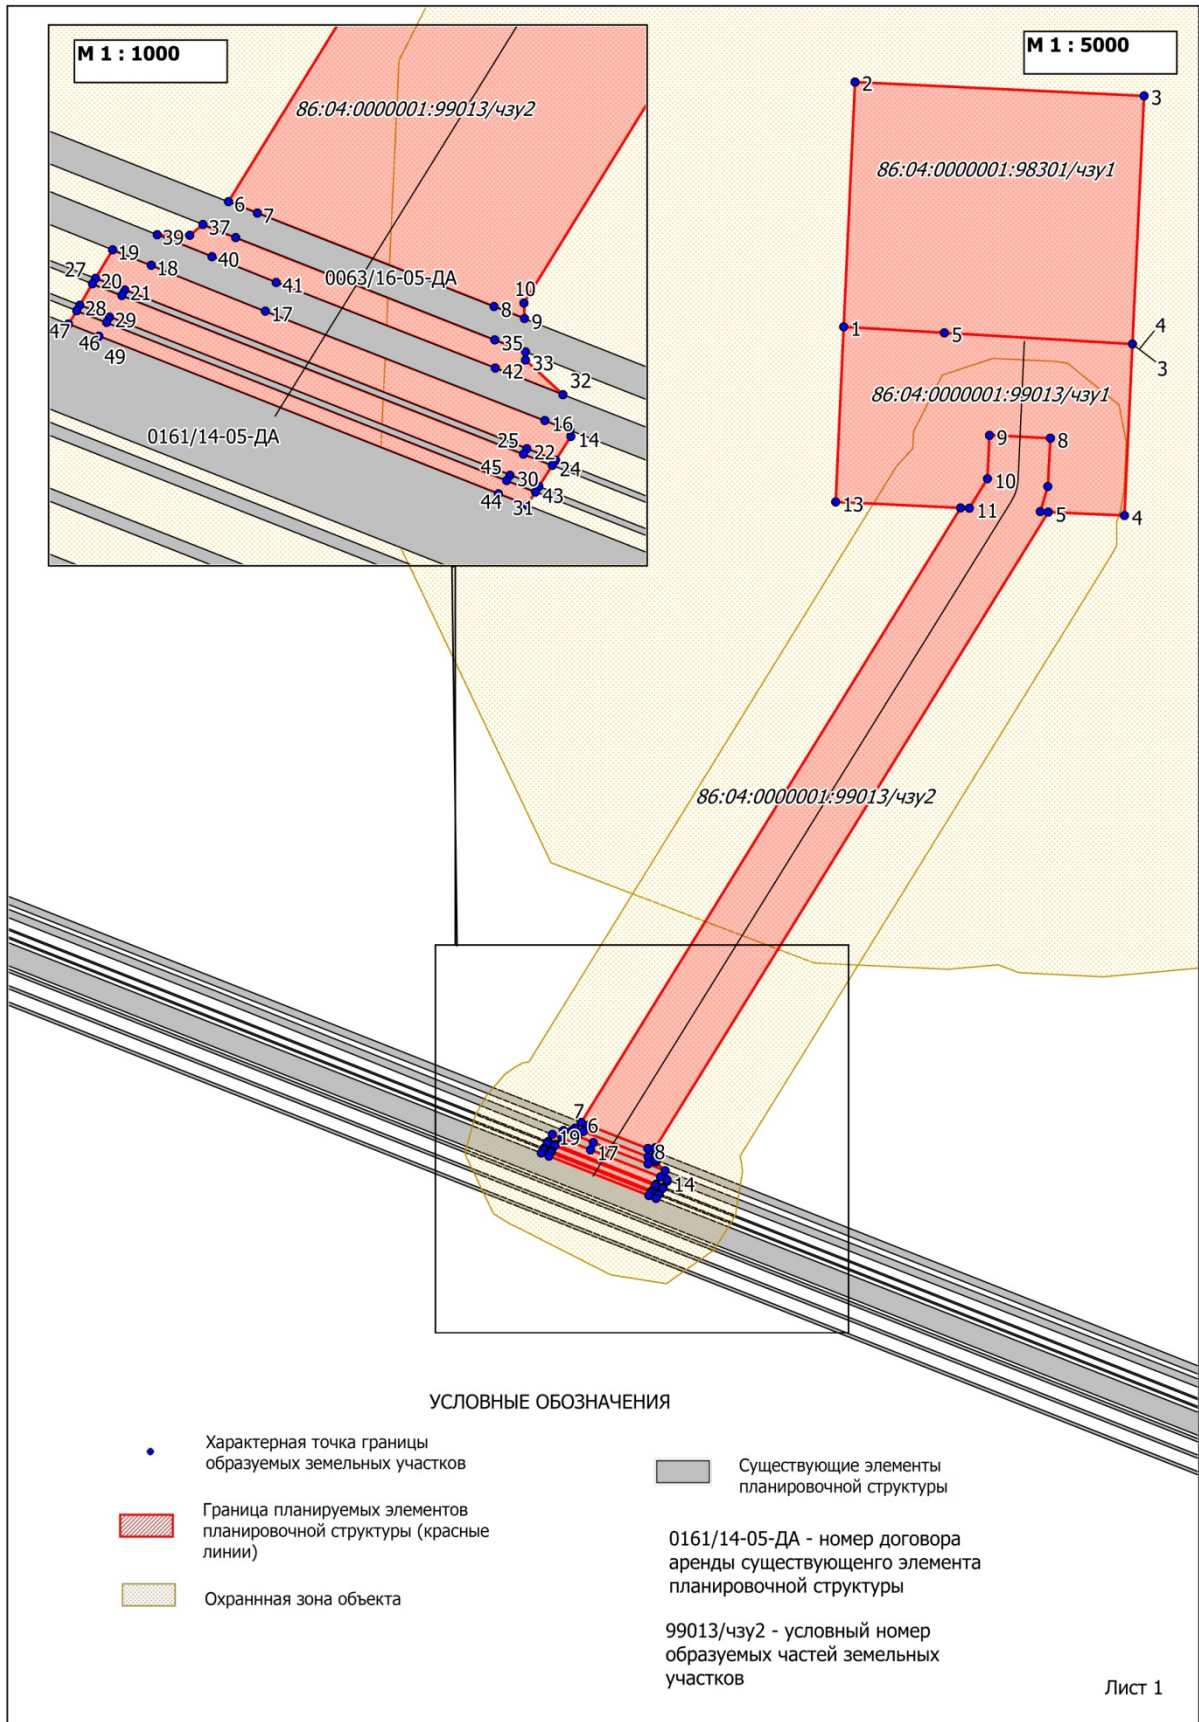 М 1 : 1000
86:04:0000001:99013/чзу2
6
7
37
39
40
19
18
41
0063/16-05-ДА
10
27
20
21
8
9
17
28
29
35
47
46
33
49
42
32
16
14
25
22
24
0161/14-05-ДА
45
30
43
44
31
М 1 : 5000
2
3
86:04:0000001:98301/чзу1
1
5
4
3
86:04:0000001:99013/чзу1
9
8
10
13
11
5
4
86:04:0000001:99013/чзу2
7
6
19
17
8
14
УСЛОВНЫЕ ОБОЗНАЧЕНИЯ
Характерная точка границы
образуемых земельных участков
Граница планируемых элементов
планировочной структуры (красные
линии)
Охраннная зона объекта
Существующие элементы
планировочной структуры
0161/14-05-ДА - номер договора
аренды существующенго элемента
планировочной структуры
99013/чзу2 - условный номер
образуемых частей земельных
участков
Лист 1